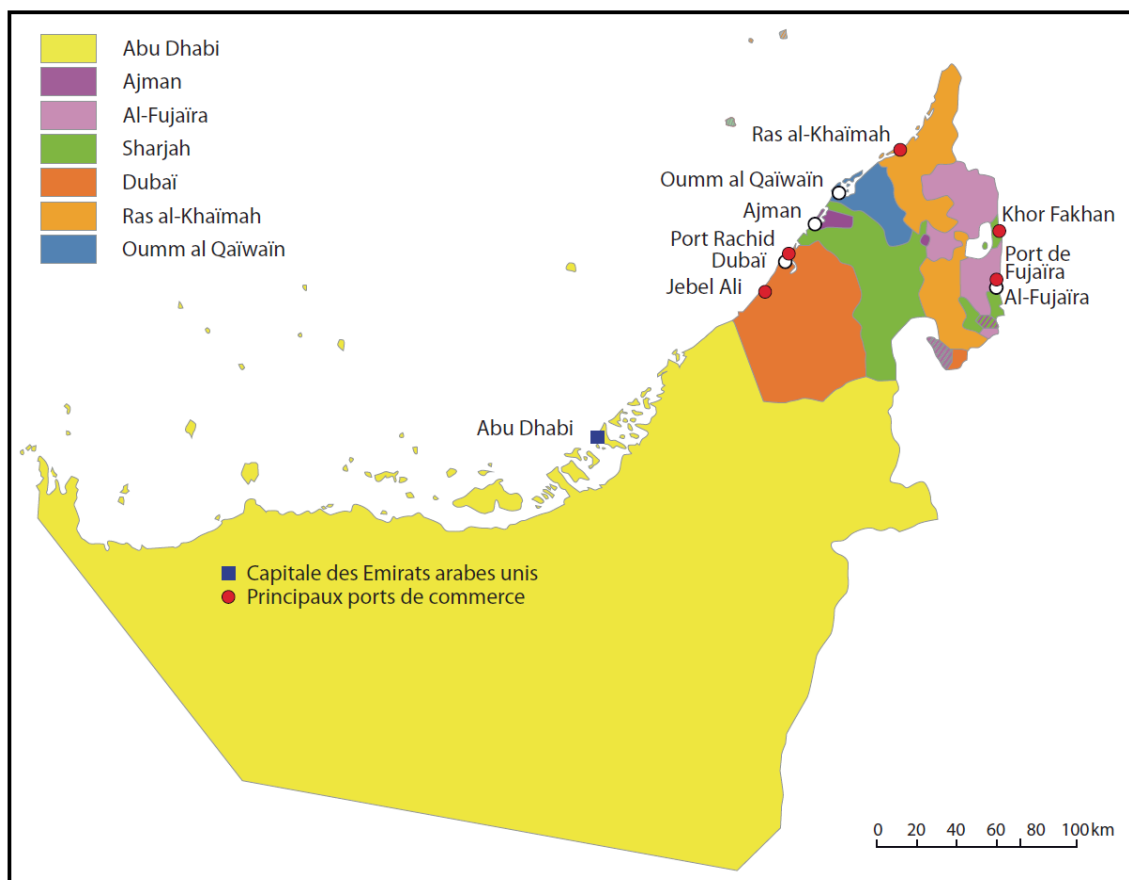 Abu Dhabi
Ajman
Al-Fujaïra
Sharjah
Dubaï
Ras al-Khaïmah
Oumm al Qaïwaïn
Ras al-Khaïmah
Oumm al Qaïwaïn
Ajman
Port Rachid
Dubaï
Jebel Ali
Khor Fakhan
Port de
Fujaïra
Al-Fujaïra
Abu Dhabi
Capitale des Emirats arabes unis
Principaux ports de commerce
0 20 40 60 80 100 km